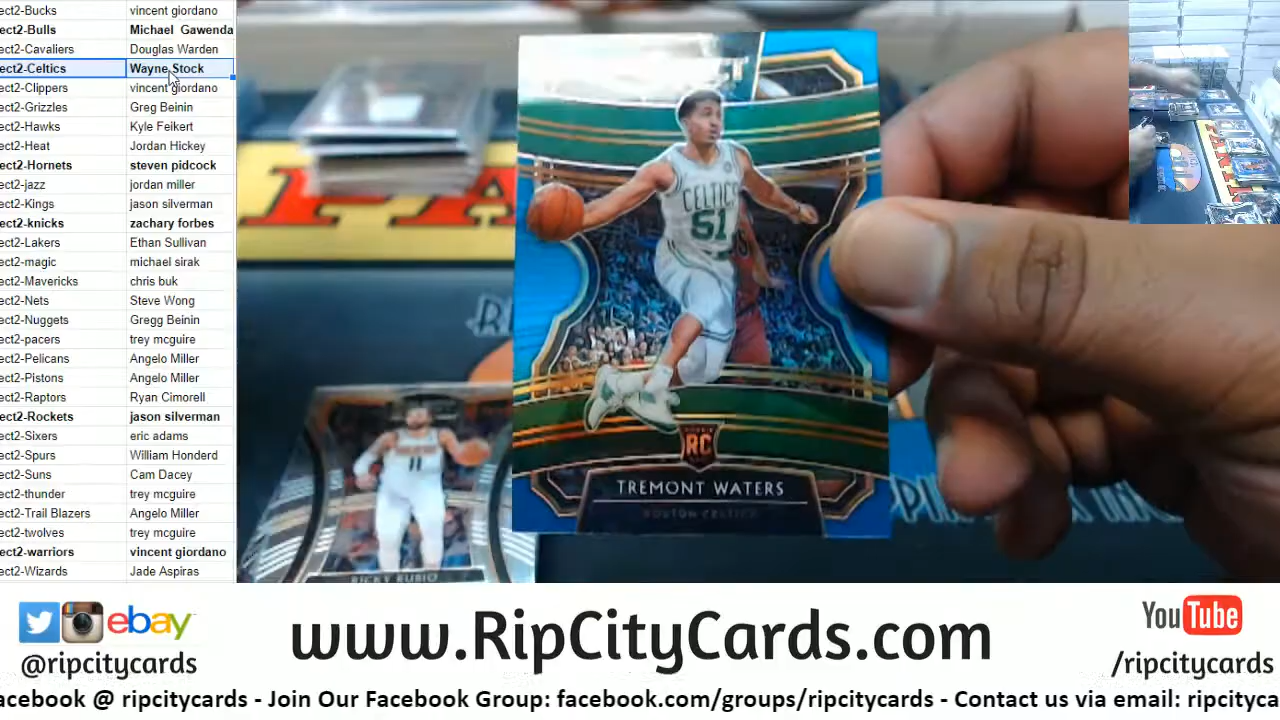 ect2-Bucks vincent giordano
ect2-Bulls Michael Gawenda
ect2-Cavaliers Douglas Warden
ect2-Celtics Wayne Stock
ect2-Clippers vincent giordano
ect2-Grizzles Greg Beinin
ect2-Hawks Kyle Feikert
ect2-Heat Jordan Hickey
ect2-Hornets steven pidcock
ect2-jazz jordan miller
ect2-Kings jason silverman
ect2-knicks zachary forbes
ect2-Lakers Ethan Sullivan
ect2-magic michael sirak
ect2-Mavericks chris buk
ect2-Nets Steve Wong
ect2-Nuggets Gregg Beinin
ect2-pacers trey mcguire
ect2-Pelicans Angelo Miller
ect2-Pistons Angelo Miller
ect2-Raptors Ryan Cimorell
ect2-Rockets jason silverman
ect2-Sixers eric adams
ect2-Spurs William Honderd
ect2-Suns Cam Dacey
ect2-thunder trey mcguire
ect2-Trail Blazers Angelo Miller
ect2-twolves trey mcguire
ect2-warriors vincent giordano
ect2-Wizards Jade Aspiras
CELTICS
51
RC
TREMONT WATERS
BOSTON CELTICS
11
RICKY RUBIO
ebay
@ripcitycards
www.RipCityCards.com
YouTube
/ripcitycards
acebook @ ripcitycards - Join Our Facebook Group: facebook.com/groups/ripcitycards - Contact us via email: ripcityca